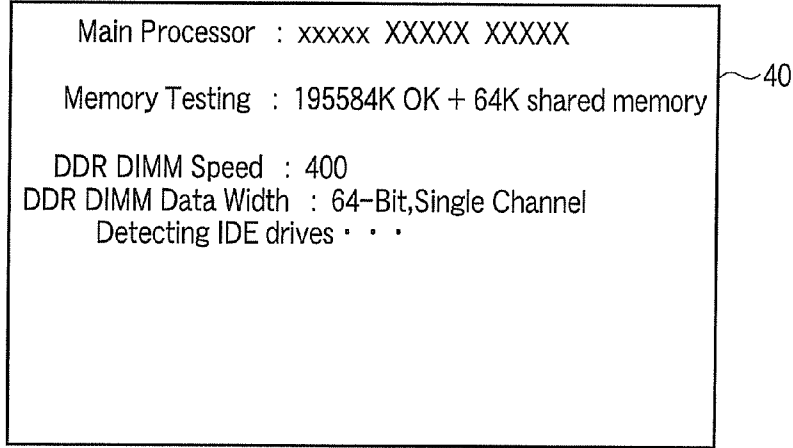 Main Processor : xxxxx XXXXX XXXXX
40
Memory Testing : 195584K OK + 64K shared memory
DDR DIMM Speed : 400
DDR DIMM Data Width : 64-Bit,Single Channel
Detecting IDE drives・・・